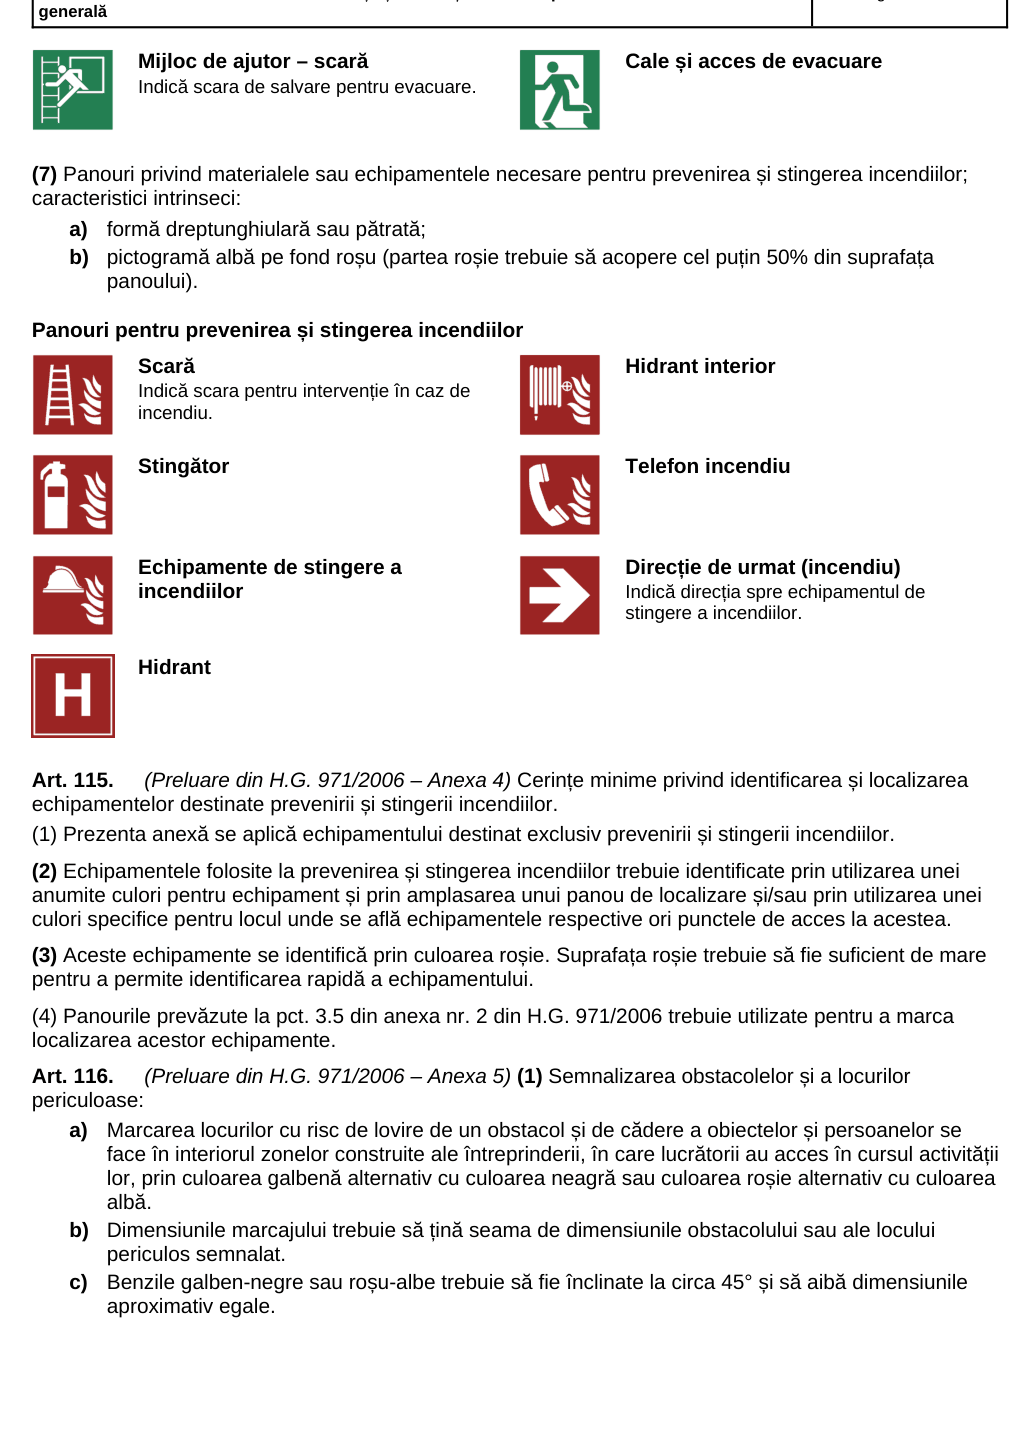 generală
Mijloc de ajutor – scară
Indică scara de salvare pentru evacuare.
Cale și acces de evacuare
(7) Panouri privind materialele sau echipamentele necesare pentru prevenirea și stingerea incendiilor;
caracteristici intrinseci:
a) formă dreptunghiulară sau pătrată;
b) pictogramă albă pe fond roșu (partea roșie trebuie să acopere cel puțin 50% din suprafața
panoului).
Panouri pentru prevenirea și stingerea incendiilor
Scară
Indică scara pentru intervenție în caz de
incendiu.
Hidrant interior
Stingător
Telefon incendiu
Echipamente de stingere a
incendiilor
Direcție de urmat (incendiu)
Indică direcția spre echipamentul de
stingere a incendiilor.
H
Hidrant
Art. 115. (Preluare din H.G. 971/2006 – Anexa 4) Cerințe minime privind identificarea și localizarea
echipamentelor destinate prevenirii și stingerii incendiilor.
(1) Prezenta anexă se aplică echipamentului destinat exclusiv prevenirii și stingerii incendiilor.
(2) Echipamentele folosite la prevenirea și stingerea incendiilor trebuie identificate prin utilizarea unei
anumite culori pentru echipament și prin amplasarea unui panou de localizare și/sau prin utilizarea unei
culori specifice pentru locul unde se află echipamentele respective ori punctele de acces la acestea.
(3) Aceste echipamente se identifică prin culoarea roșie. Suprafața roșie trebuie să fie suficient de mare
pentru a permite identificarea rapidă a echipamentului.
(4) Panourile prevăzute la pct. 3.5 din anexa nr. 2 din H.G. 971/2006 trebuie utilizate pentru a marca
localizarea acestor echipamente.
Art. 116. (Preluare din H.G. 971/2006 – Anexa 5) (1) Semnalizarea obstacolelor și a locurilor
periculoase:
a) Marcarea locurilor cu risc de lovire de un obstacol și de cădere a obiectelor și persoanelor se
face în interiorul zonelor construite ale întreprinderii, în care lucrătorii au acces în cursul activității
lor, prin culoarea galbenă alternativ cu culoarea neagră sau culoarea roșie alternativ cu culoarea
albă.
b) Dimensiunile marcajului trebuie să țină seama de dimensiunile obstacolului sau ale locului
periculos semnalat.
c) Benzile galben-negre sau roșu-albe trebuie să fie înclinate la circa 45° și să aibă dimensiunile
aproximativ egale.